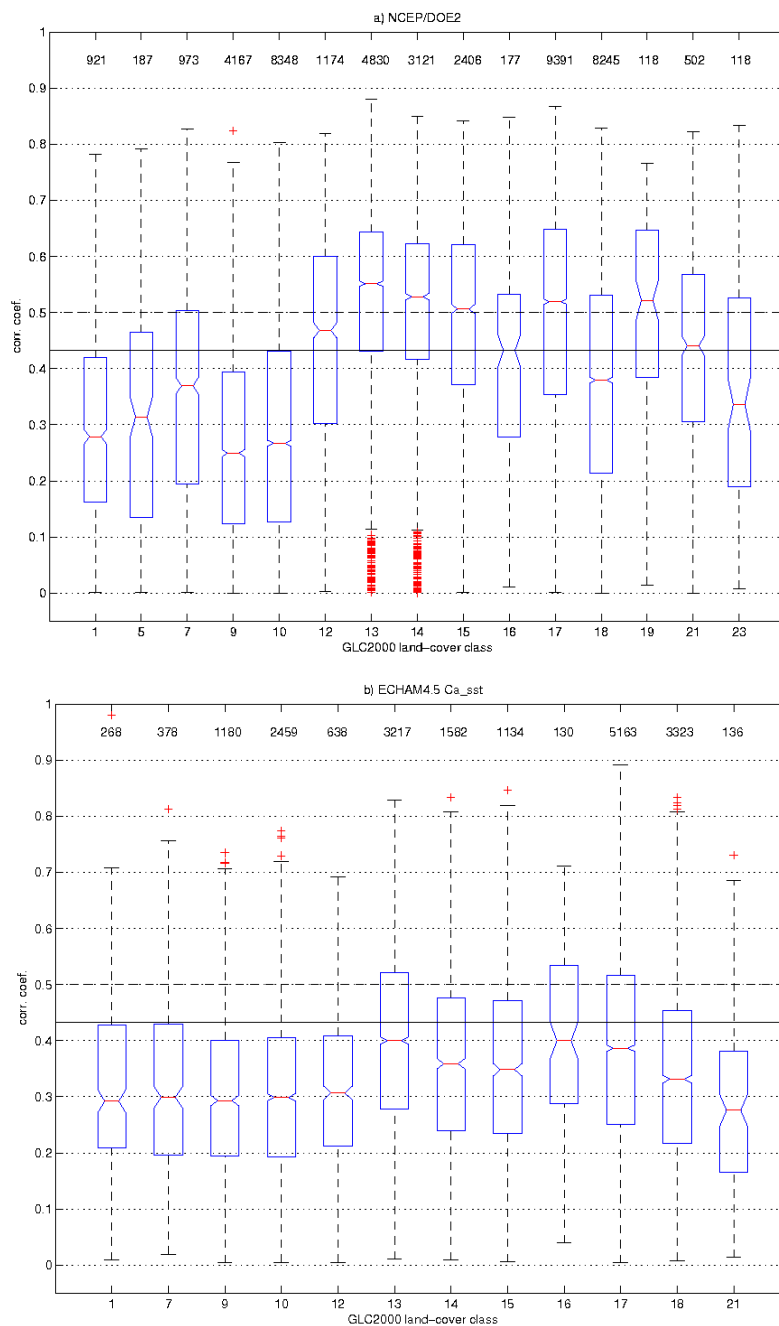 a) NCEP/DOE2
1
921 187 973 4167 8348 1174 4830 3121 2406 177 9391 8245 118 502 118
0.9
0.8
0.7
0.6
0.5
corr. coef.
0.4
0.3
0.2
0.1
0
1 5 7 9 10 12 13 14 15 16 17 18 19 21 23
GLC2000 land-cover class
b) ECHAM4.5 Ca_sst
1
268 378 1180 2459 638 3217 1582 1134 130 5163 3323 136
0.9
0.8
0.7
0.6
0.5
corr. coef.
0.4
0.3
0.2
0.1
0
1 7 9 10 12 13 14 15 16 17 18 21
GLC2000 land-cover class